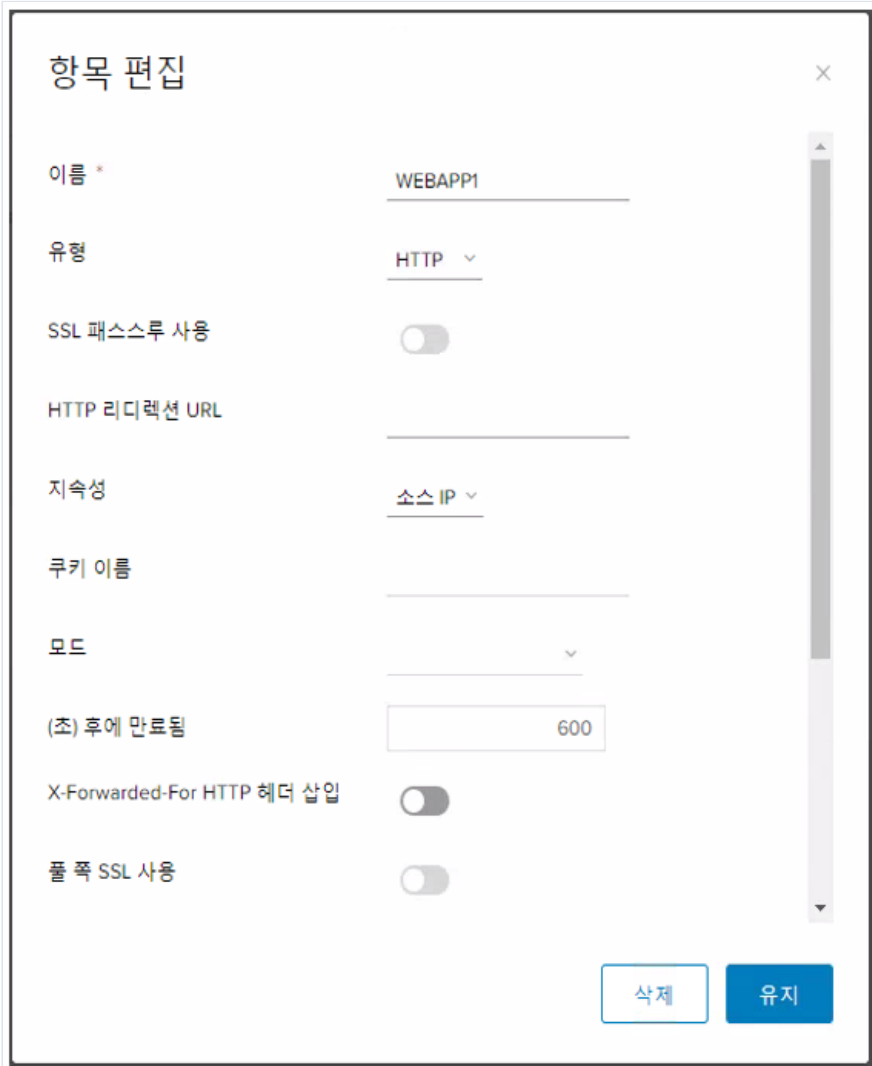 항목 편집
이름 *
WEBAPP1
유형
HTTP
SSL 패스스루 사용
HTTP 리디렉션 URL
지속성
소스 IP
쿠키 이름
모드
(초) 후에 만료됨
600
X-Forwarded-For HTTP 헤더 삽입
풀 쪽 SSL 사용
삭제
유지